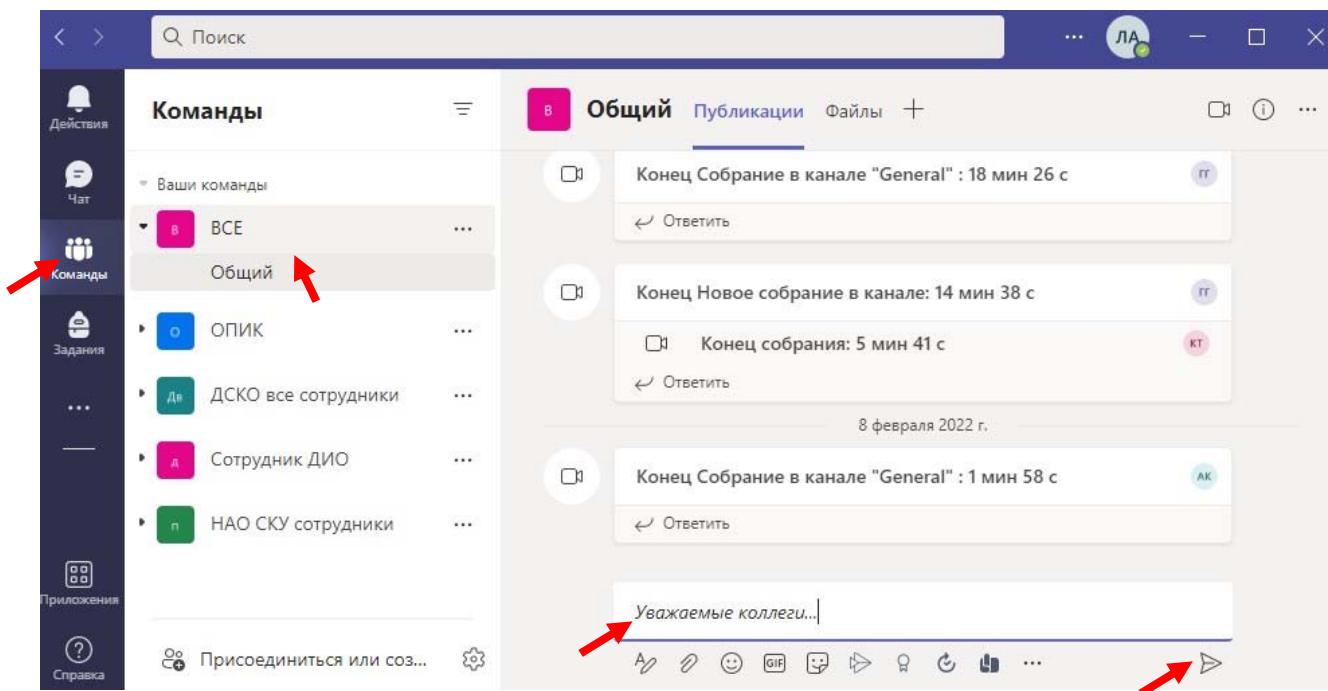 Поиск
ЛА
Действия
Чат
Команды
Задания
Приложения
Справка
Команды
Ваши команды
В ВСЕ
Общий
О ОПИК
Дв ДСКО все сотрудники
Д Сотрудник ДИО
п НАО СКУ сотрудники
Присоединиться или соз...
В Общий Публикации Файлы
Конец Собрание в канале "General" : 18 мин 26 с ГГ
Ответить
Конец Новое собрание в канале: 14 мин 38 с ГГ
Конец собрания: 5 мин 41 с КТ
Ответить
8 февраля 2022 г.
Конец Собрание в канале "General" : 1 мин 58 с АК
Ответить
Уважаемые коллеги...
GIF